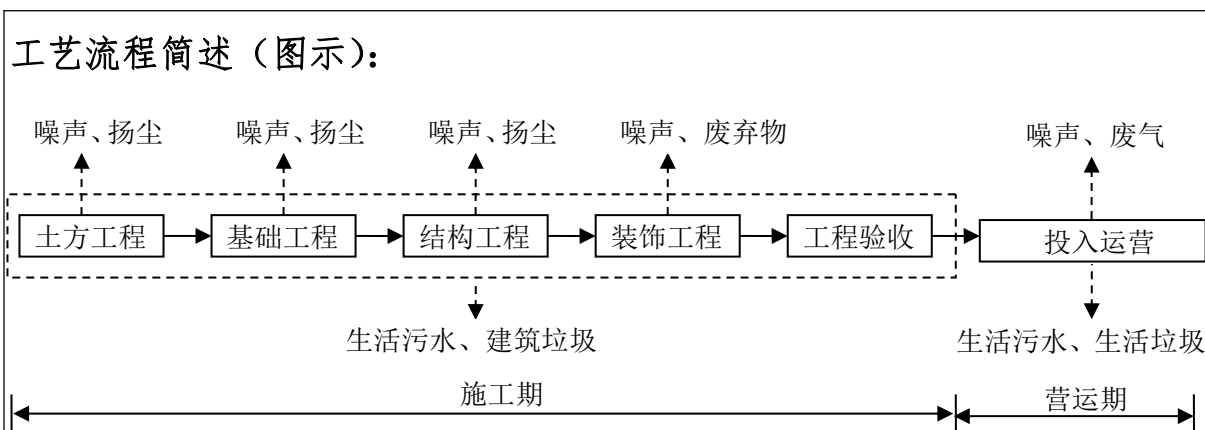 工艺流程简述（图示）：
噪声、扬尘 噪声、扬尘 噪声、扬尘 噪声、废弃物 噪声、废气
土方工程 基础工程 结构工程 装饰工程 工程验收 投入运营
生活污水、建筑垃圾 生活污水、生活垃圾
施工期 营运期